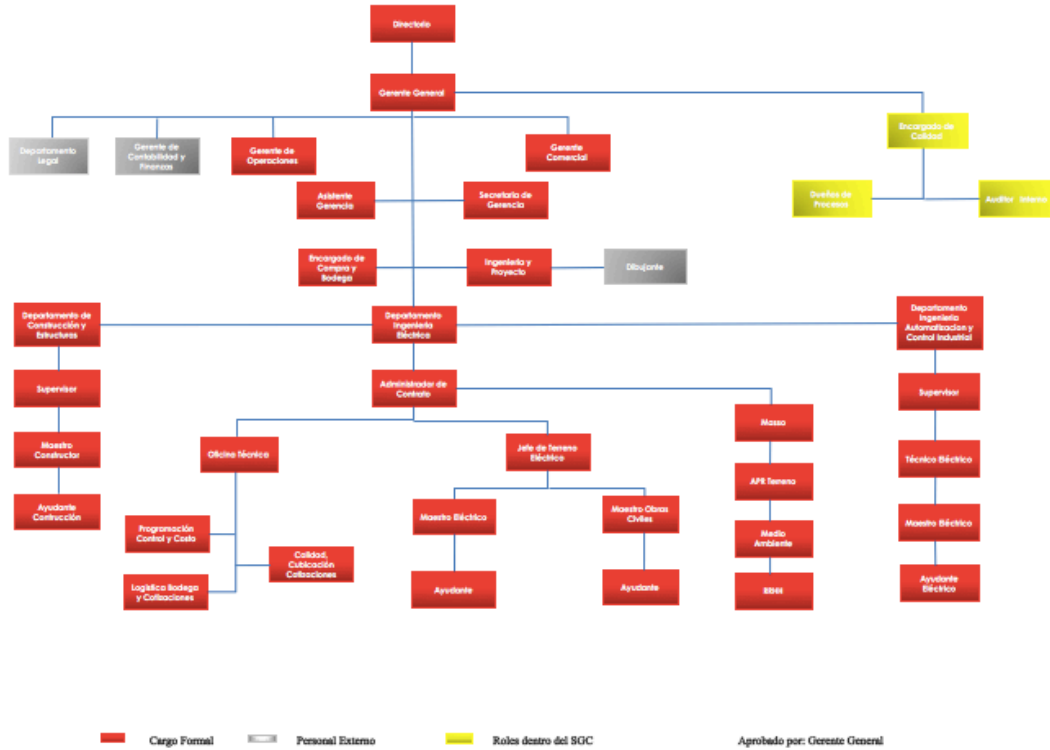 Directorio
Gerente General
Departamento
Legal
Gerente de
Contabilidad y
Finanzas
Gerente de
Operaciones
Gerente
Comercial
Encargado de
Calidad
Asistente
Gerencia
Secretaria de
Gerencia
Dueños de
Procesos
Auditor Interno
Encargado de
Compra y
Bodega
Ingeniería y
Proyecto
Dibujante
Departamento de
Construcción y
Estructuras
Departamento
Ingeniería
Eléctrica
Departamento
Ingeniería
Automatizacion y
Control Industrial
Supervisor
Administrador de
Contrato
Supervisor
Maestro
Constructor
Oficina Técnica
Jefe de Terreno
Eléctrico
Masso
Técnico Eléctrico
APR Terreno
Ayudante
Contrucción
Maestro Eléctrico
Maestro Obras
Civiles
Maestro Eléctrico
Programación
Control y Costo
Medio
Ambiente
Calidad,
Cubicación
Cotizaciones
Logística Bodega
y Cotizaciones
Ayudante
Ayudante
RRHH
Ayudante
Eléctrico
Cargo Formal
Personal Externo
Roles dentro del SGC
Aprobado por: Gerente General